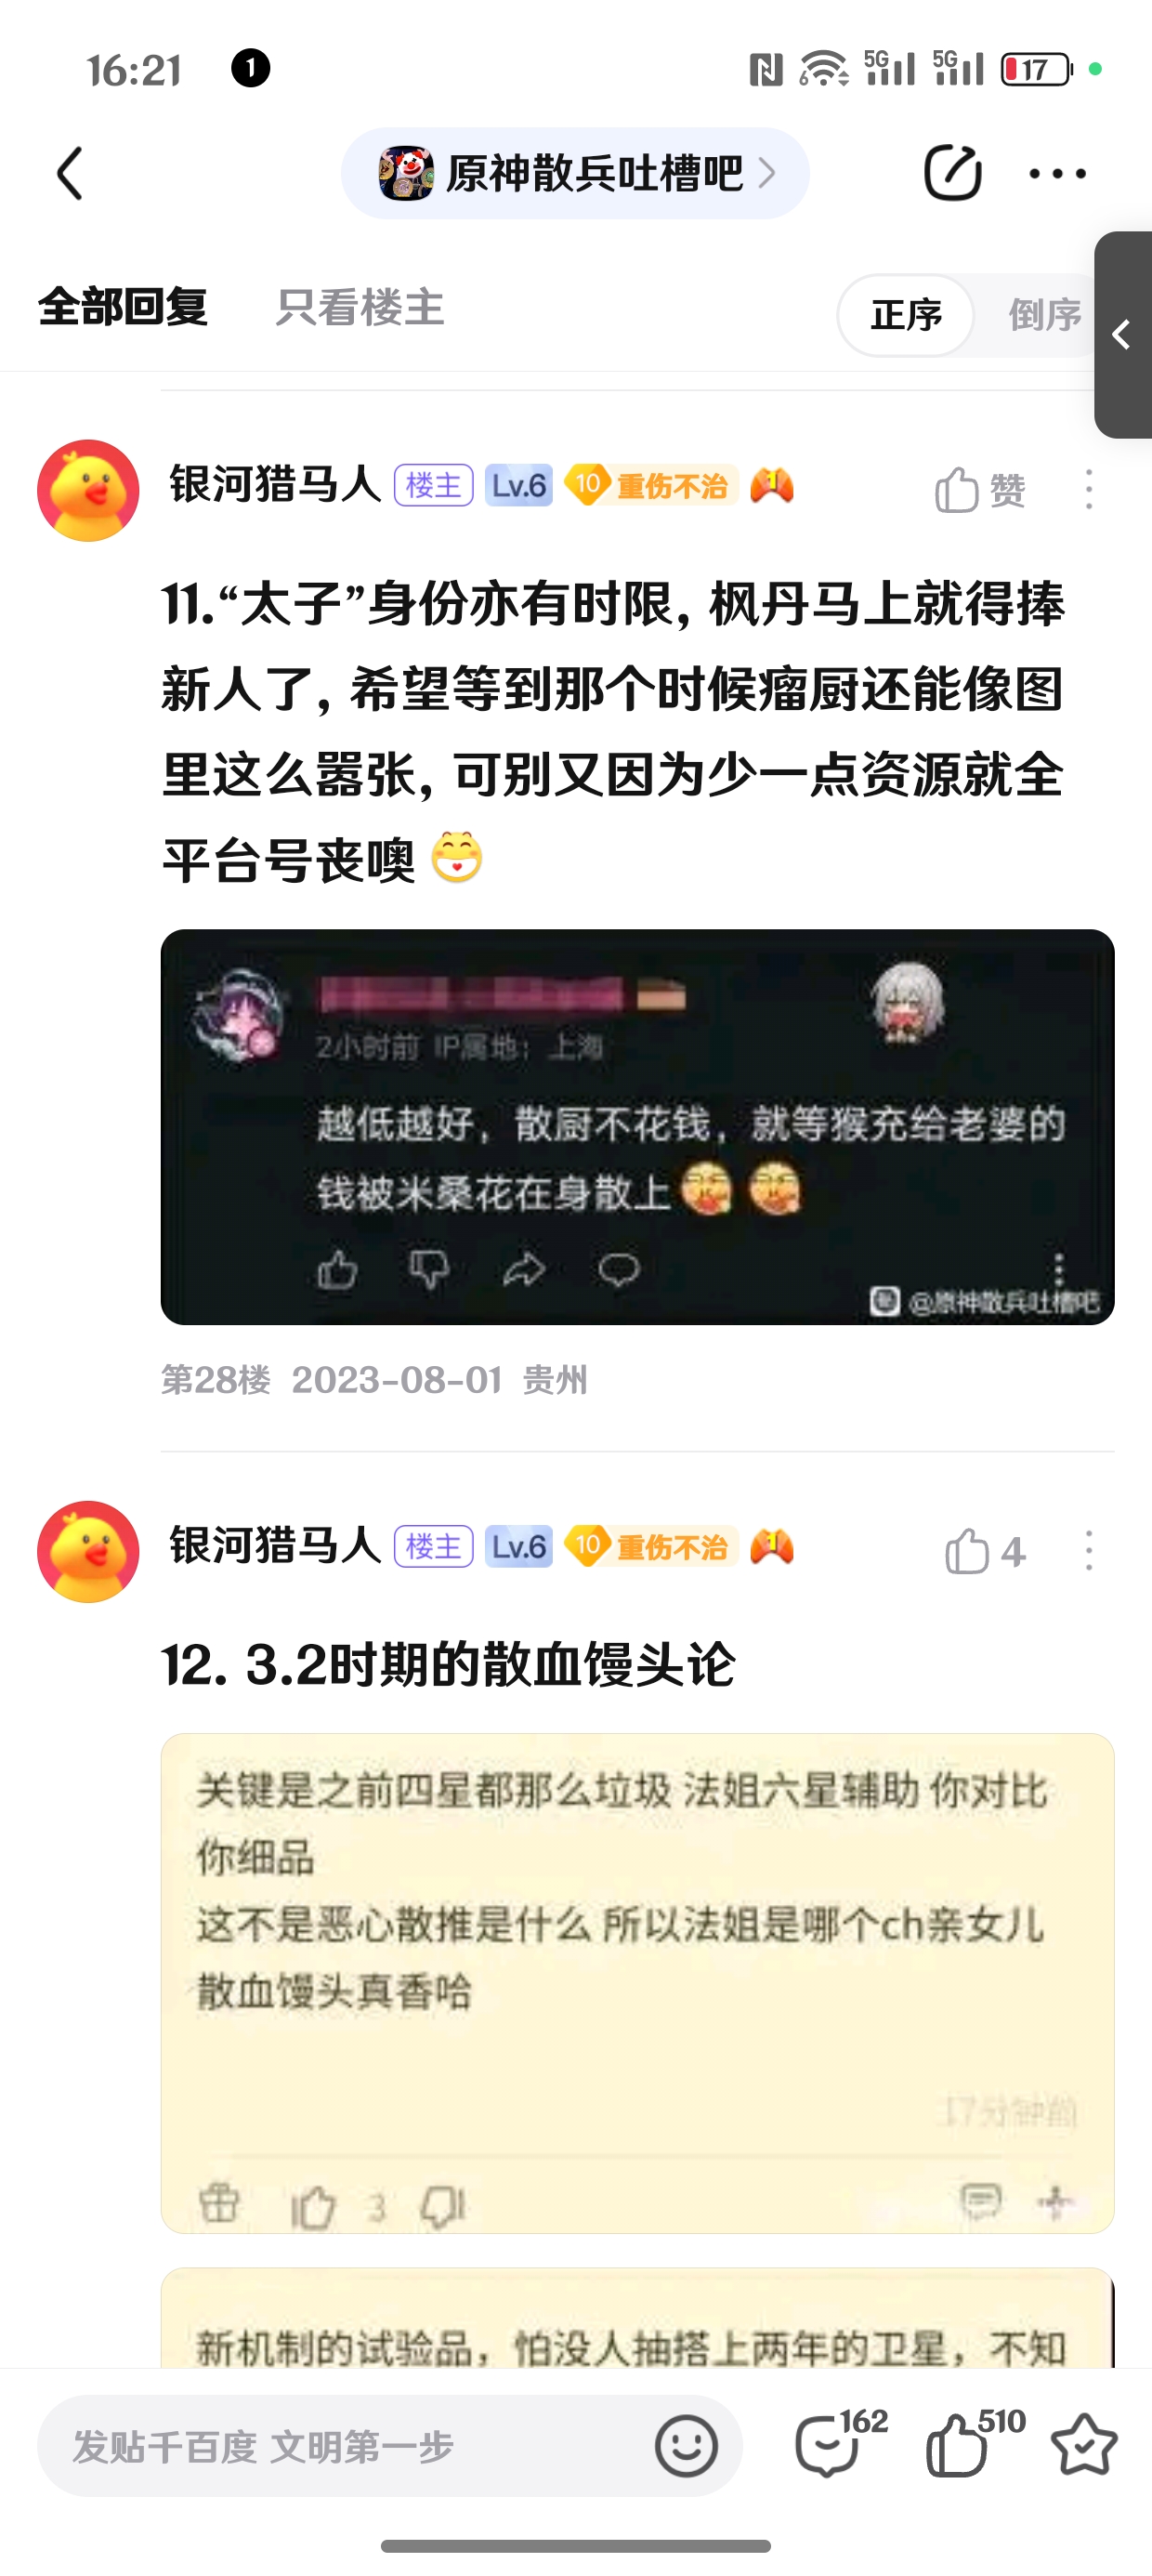 16:21
1
5G
5G
17
原神散兵吐槽吧
全部回复
只看楼主
正序
倒序
银河猎马人
楼主
Lv.6
10
重伤不治
赞
11.“太子”身份亦有时限, 枫丹马上就得捧
新人了, 希望等到那个时候瘤厨还能像图
里这么嚣张, 可别又因为少一点资源就全
平台号丧噢
2小时前 IP属地：上海
越低越好，散厨不花钱，就等猴充给老婆的
钱被米桑花在身散上
@原神散兵吐槽吧
第28楼 2023-08-01 贵州
银河猎马人
楼主
Lv.6
10
重伤不治
4
12. 3.2时期的散血馒头论
关键是之前四星都那么垃圾 法姐六星辅助 你对比
你细品
这不是恶心散推是什么 所以法姐是哪个ch亲女儿
散血馒头真香哈
17分钟前
3
新机制的试验品，怕没人抽搭上两年的卫星，不知
发贴千百度 文明第一步
162
510